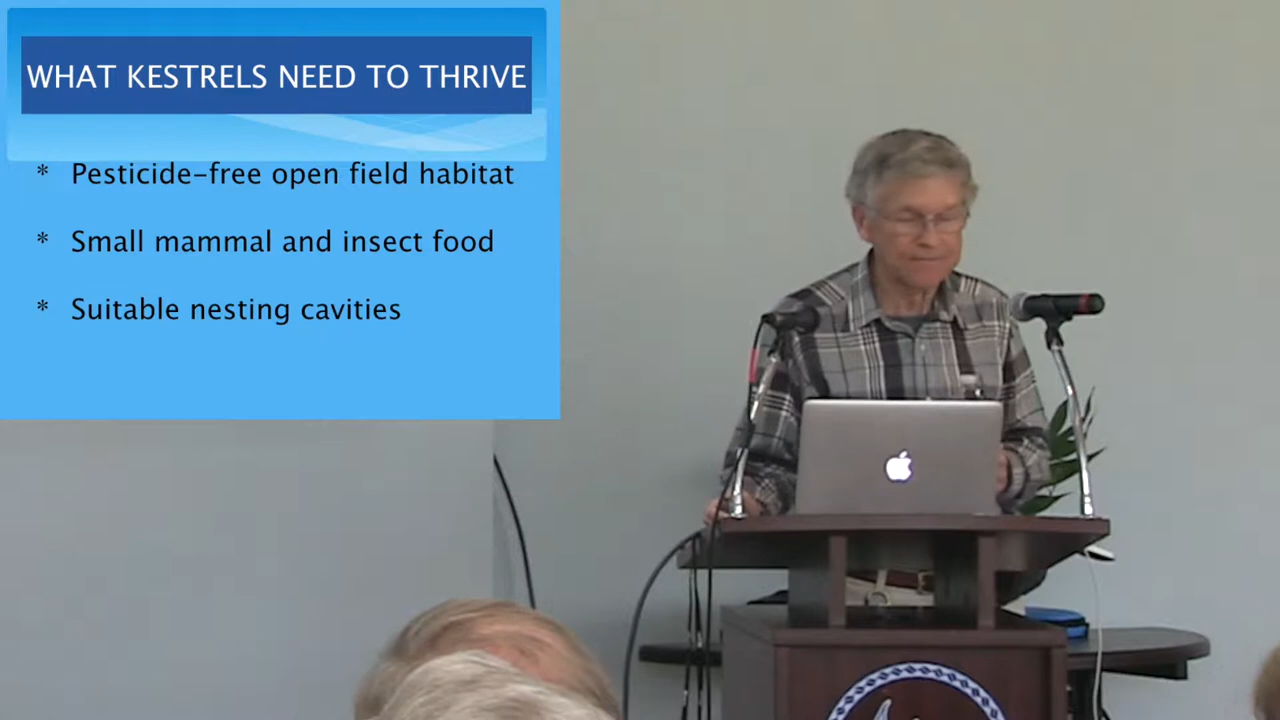 WHAT KESTRELS NEED TO THRIVE
* Pesticide-free open field habitat
* Small mammal and insect food
* Suitable nesting cavities